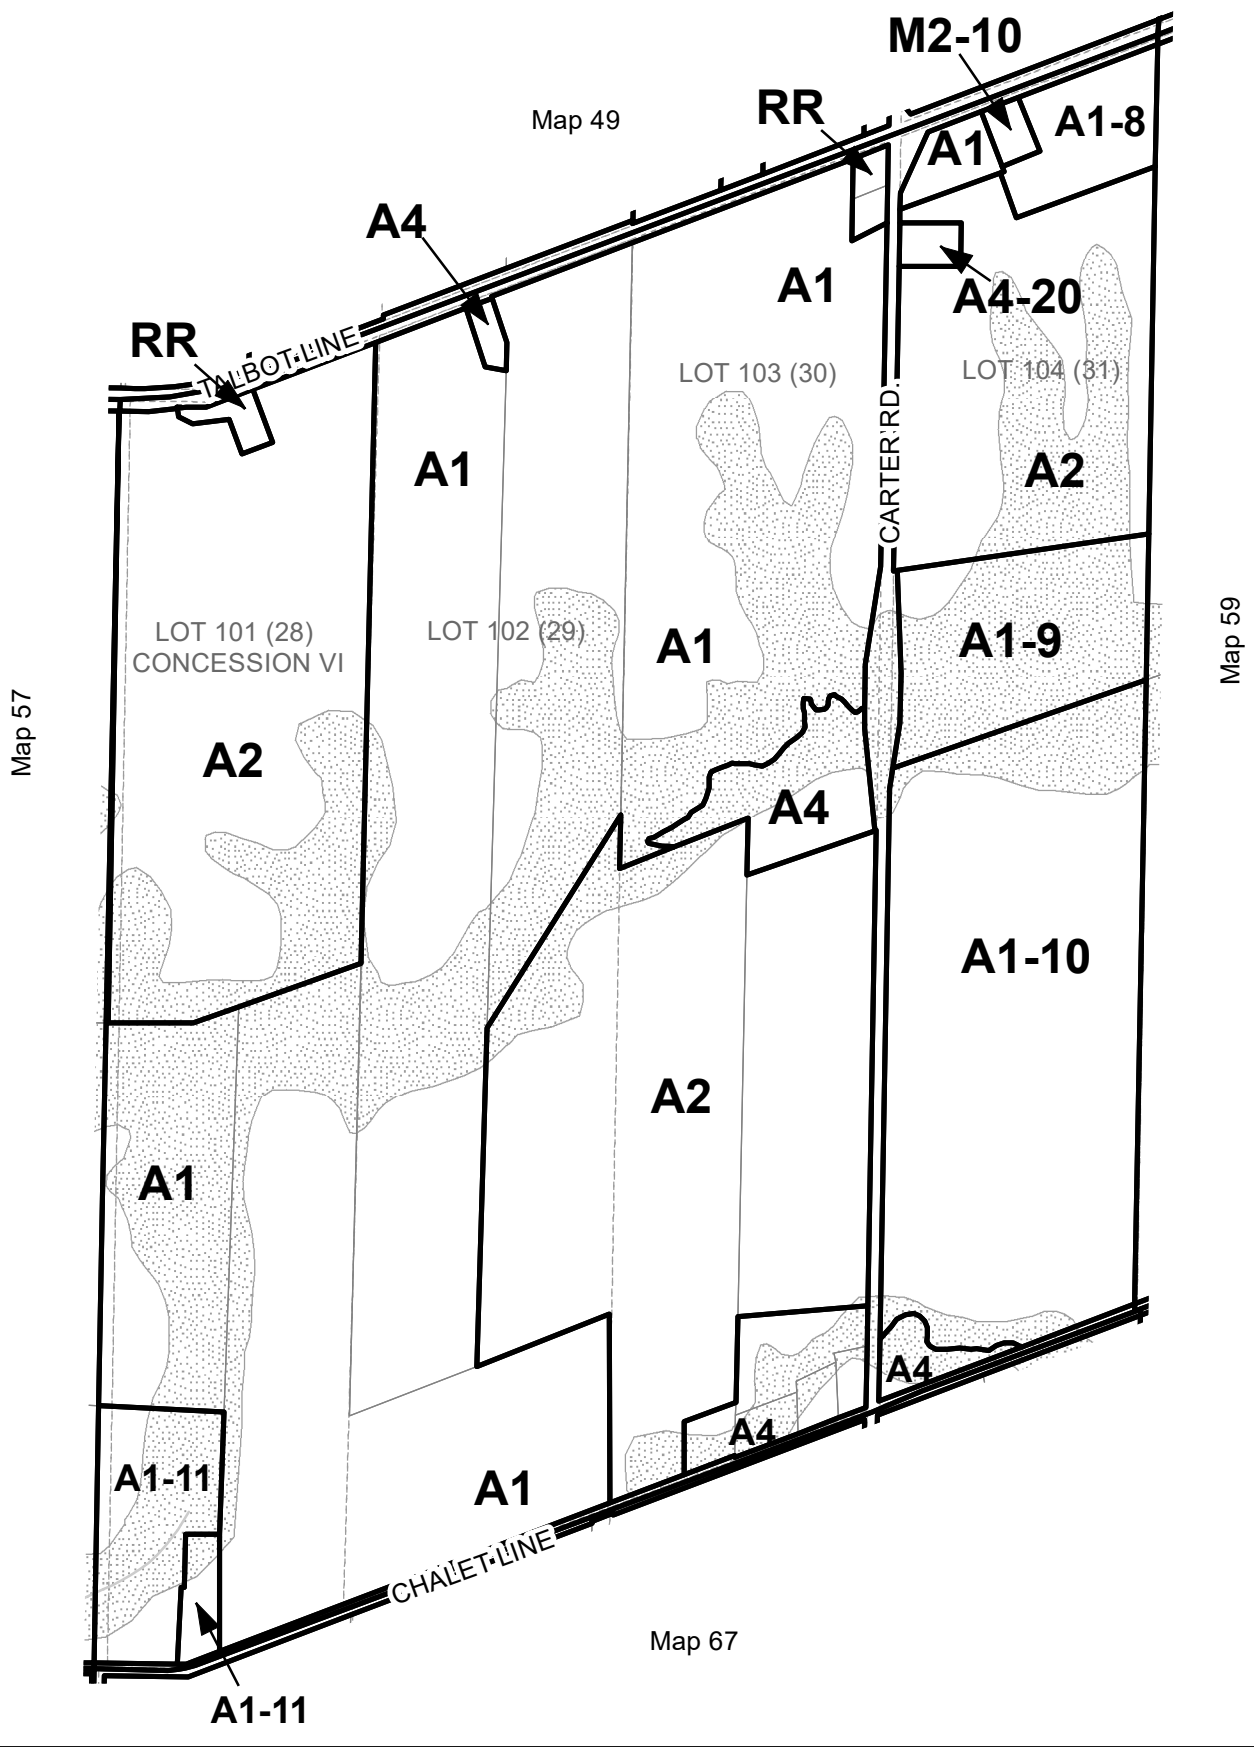 M2-10
RR
Map 49
A1-8
A1
A4
A1
A4-20
RR
TALBOT LINE
LOT 103 (30)
LOT 104 (31)
CARTER RD.
A1
A2
LOT 101 (28)
CONCESSION VI
LOT 102 (29)
A1
A1-9
Map 59
Map 57
A2
A4
A1-10
A2
A1
A4
A4
A1-11
A1
CHALET LINE
Map 67
A1-11